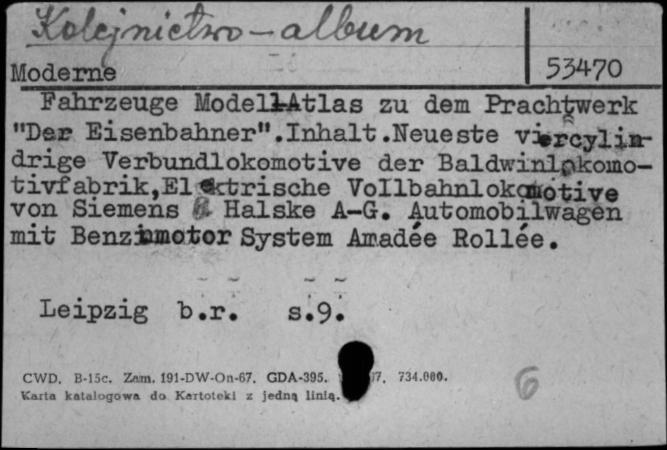 Kolejnictwo - album
Moderne
53470
Fahrzeuge Modell-Atlas zu dem Prachtwerk
"Der Eisenbahner".Inhalt.Neueste viercylin-
drige Verbundlokomotive der Baldwinlokomo-
tivfabrik,Elektrische Vollbahnlokomotive
von Siemens & Halske A-G. Automobilwagen
mit Benzinmotor System Amadée Rollée.
Leipzig b.r. s.9.
CWD. B-15c. Zam. 191-DW-On-67. GDA-395. 734.000.
Karta katalogowa do Kartoteki z jedną linią.
6